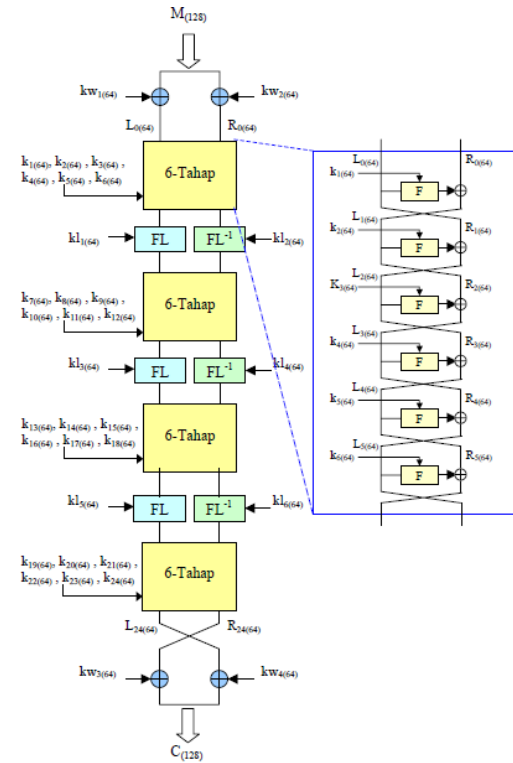 M(128)
kw1(64)
kw2(64)
L0(64)
R0(64)
k1(64), k2(64) , k3(64) ,
k4(64) , k5(64) , k6(64)
6-Tahap
kl1(64)
FL
FL-1
kl2(64)
k7(64), k8(64) , k9(64) ,
k10(64) , k11(64) , k12(64)
6-Tahap
kl3(64)
FL
FL-1
kl4(64)
k13(64), k14(64) , k15(64) ,
k16(64) , k17(64) , k18(64)
6-Tahap
kl5(64)
FL
FL-1
kl6(64)
k19(64), k20(64) , k21(64) ,
k22(64) , k23(64) , k24(64)
6-Tahap
L24(64)
R24(64)
kw3(64)
kw4(64)
C(128)
L0(64)
R0(64)
k1(64)
F
L1(64)
R1(64)
k2(64)
F
L2(64)
R2(64)
K3(64)
F
L3(64)
R3(64)
k4(64)
F
L4(64)
R4(64)
k5(64)
F
L5(64)
R5(64)
k6(64)
F